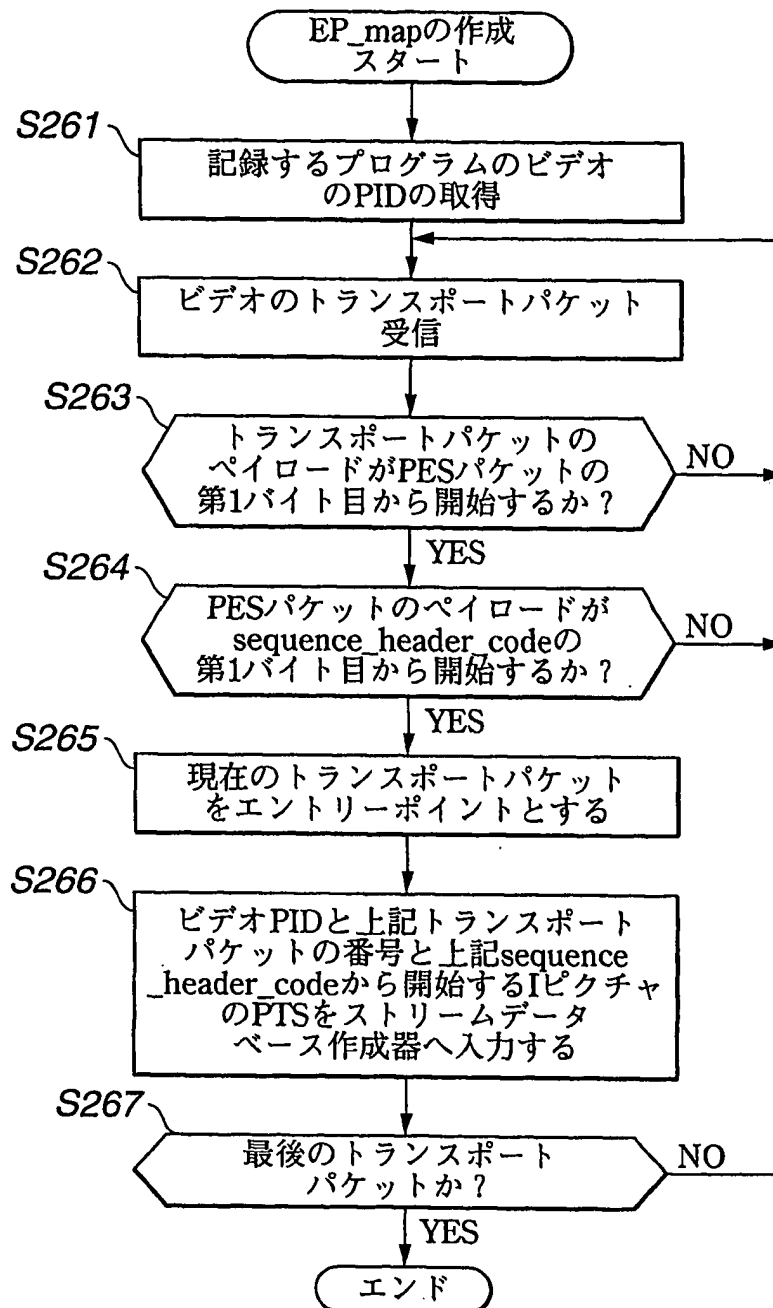 EP_mapの作成
スタート
S261
記録するプログラムのビデオ
のPIDの取得
S262
ビデオのトランスポートパケット
受信
S263
トランスポートパケットの
ペイロードがPESパケットの
第1バイト目から開始するか？
NO
YES
S264
PESパケットのペイロードが
sequence_header_codeの
第1バイト目から開始するか？
NO
YES
S265
現在のトランスポートパケット
をエントリーポイントとする
S266
ビデオPIDと上記トランスポート
パケットの番号と上記sequence
_header_codeから開始するIピクチャ
のPTSをストリームデータ
ベース作成器へ入力する
S267
最後のトランスポート
パケットか？
NO
YES
エンド